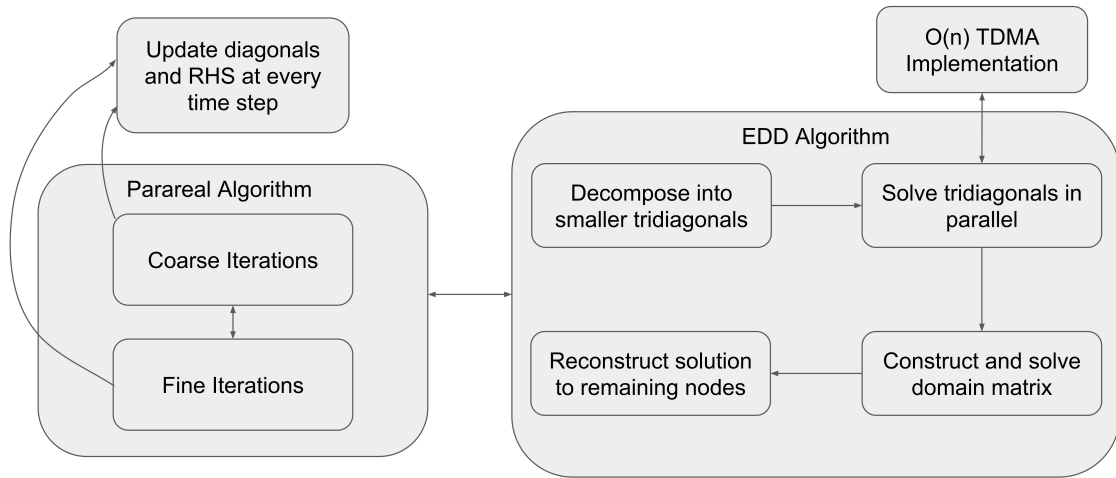 Update diagonals
and RHS at every
time step
O(n) TDMA
Implementation
Parareal Algorithm
Coarse Iterations
Fine Iterations
EDD Algorithm
Decompose into
smaller tridiagonals
Solve tridiagonals in
parallel
Reconstruct solution
to remaining nodes
Construct and solve
domain matrix